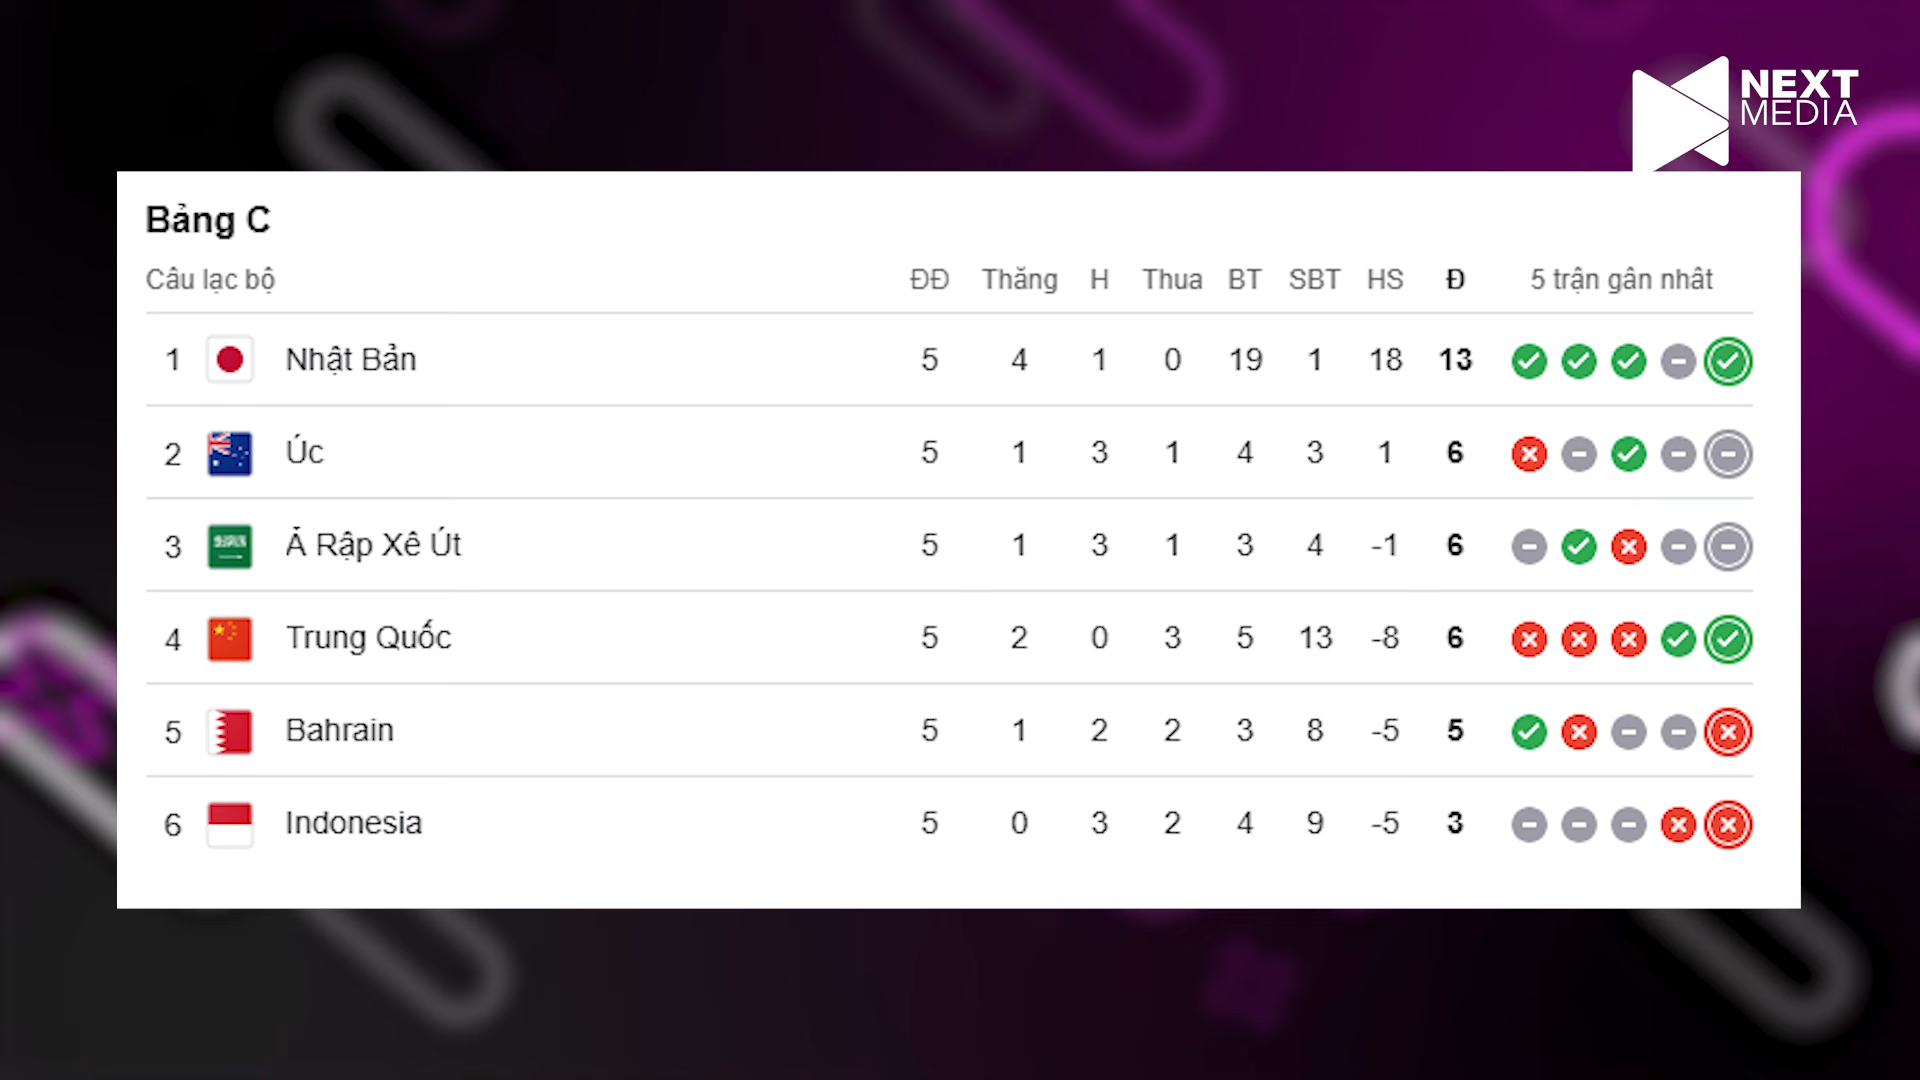 NEXT
MEDIA
Bảng C
Câu lạc bộ ĐĐ Thắng H Thua BT SBT HS Đ 5 trận gần nhất
1 Nhật Bản 5 4 1 0 19 1 18 13
2 Úc 5 1 3 1 4 3 1 6
3 Ả Rập Xê Út 5 1 3 1 3 4 -1 6
4 Trung Quốc 5 2 0 3 5 13 -8 6
5 Bahrain 5 1 2 2 3 8 -5 5
6 Indonesia 5 0 3 2 4 9 -5 3